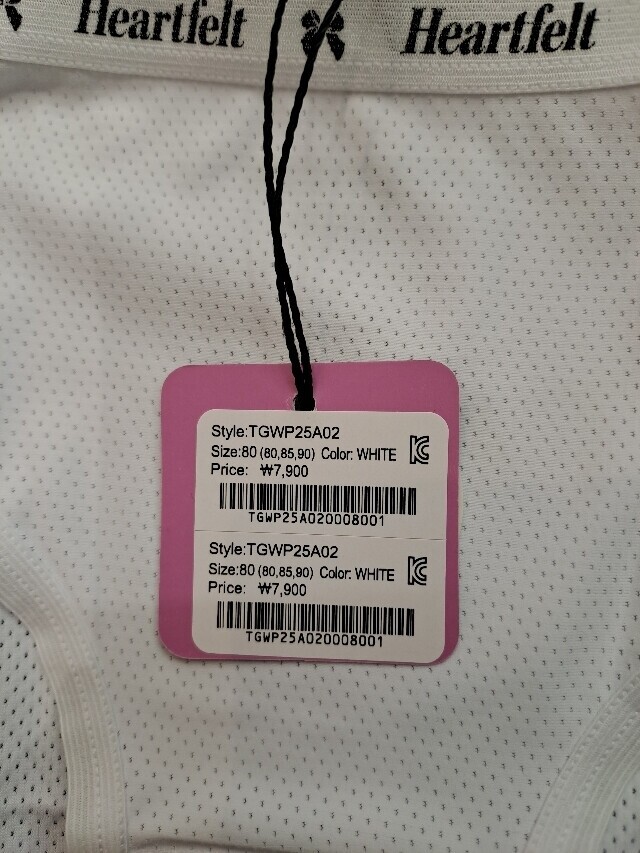 Heartfelt Heartfelt
Style:TGWP25A02
Size:80 (80,85,90) Color: WHITE
Price: ₩7,900
TGWP25A020008001
Style:TGWP25A02
Size:80 (80,85,90) Color: WHITE
Price: ₩7,900
TGWP25A020008001